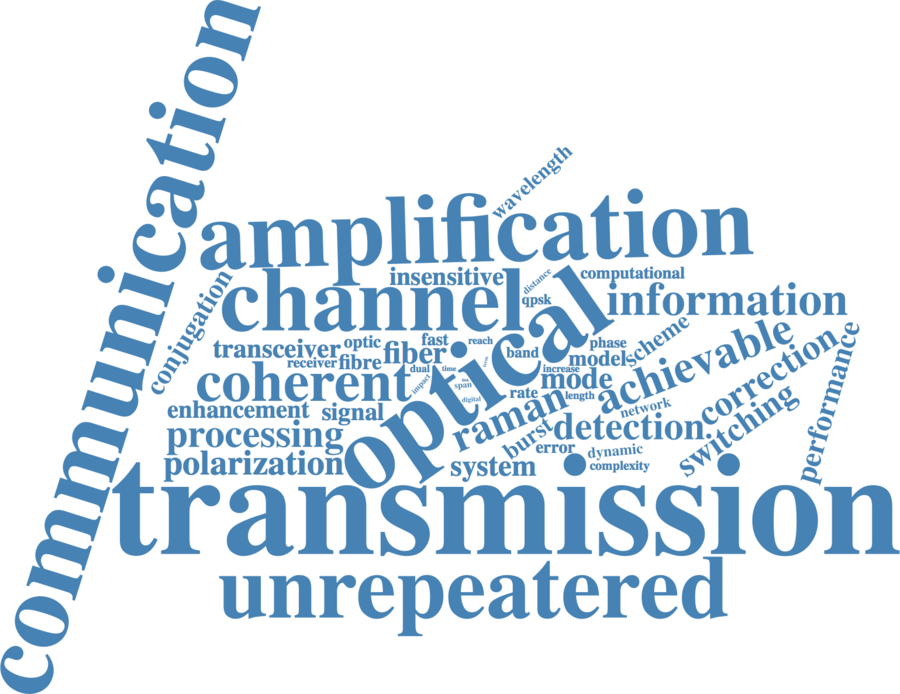 communication
wavelength
amplification
insensitive
distance
computational
channel
qpsk
information
conjugation
optical
transceiver
optic
fast
reach
phase
scheme
achievable
performance
receiver
fibre
fiber
band
model
correction
dual
time
increase
coherent
impact
span
mode
length
enhancement
signal
digital
rate
network
switching
processing
raman
burst
detection
error
dynamic
polarization
system
complexity
transmission
unrepeatered